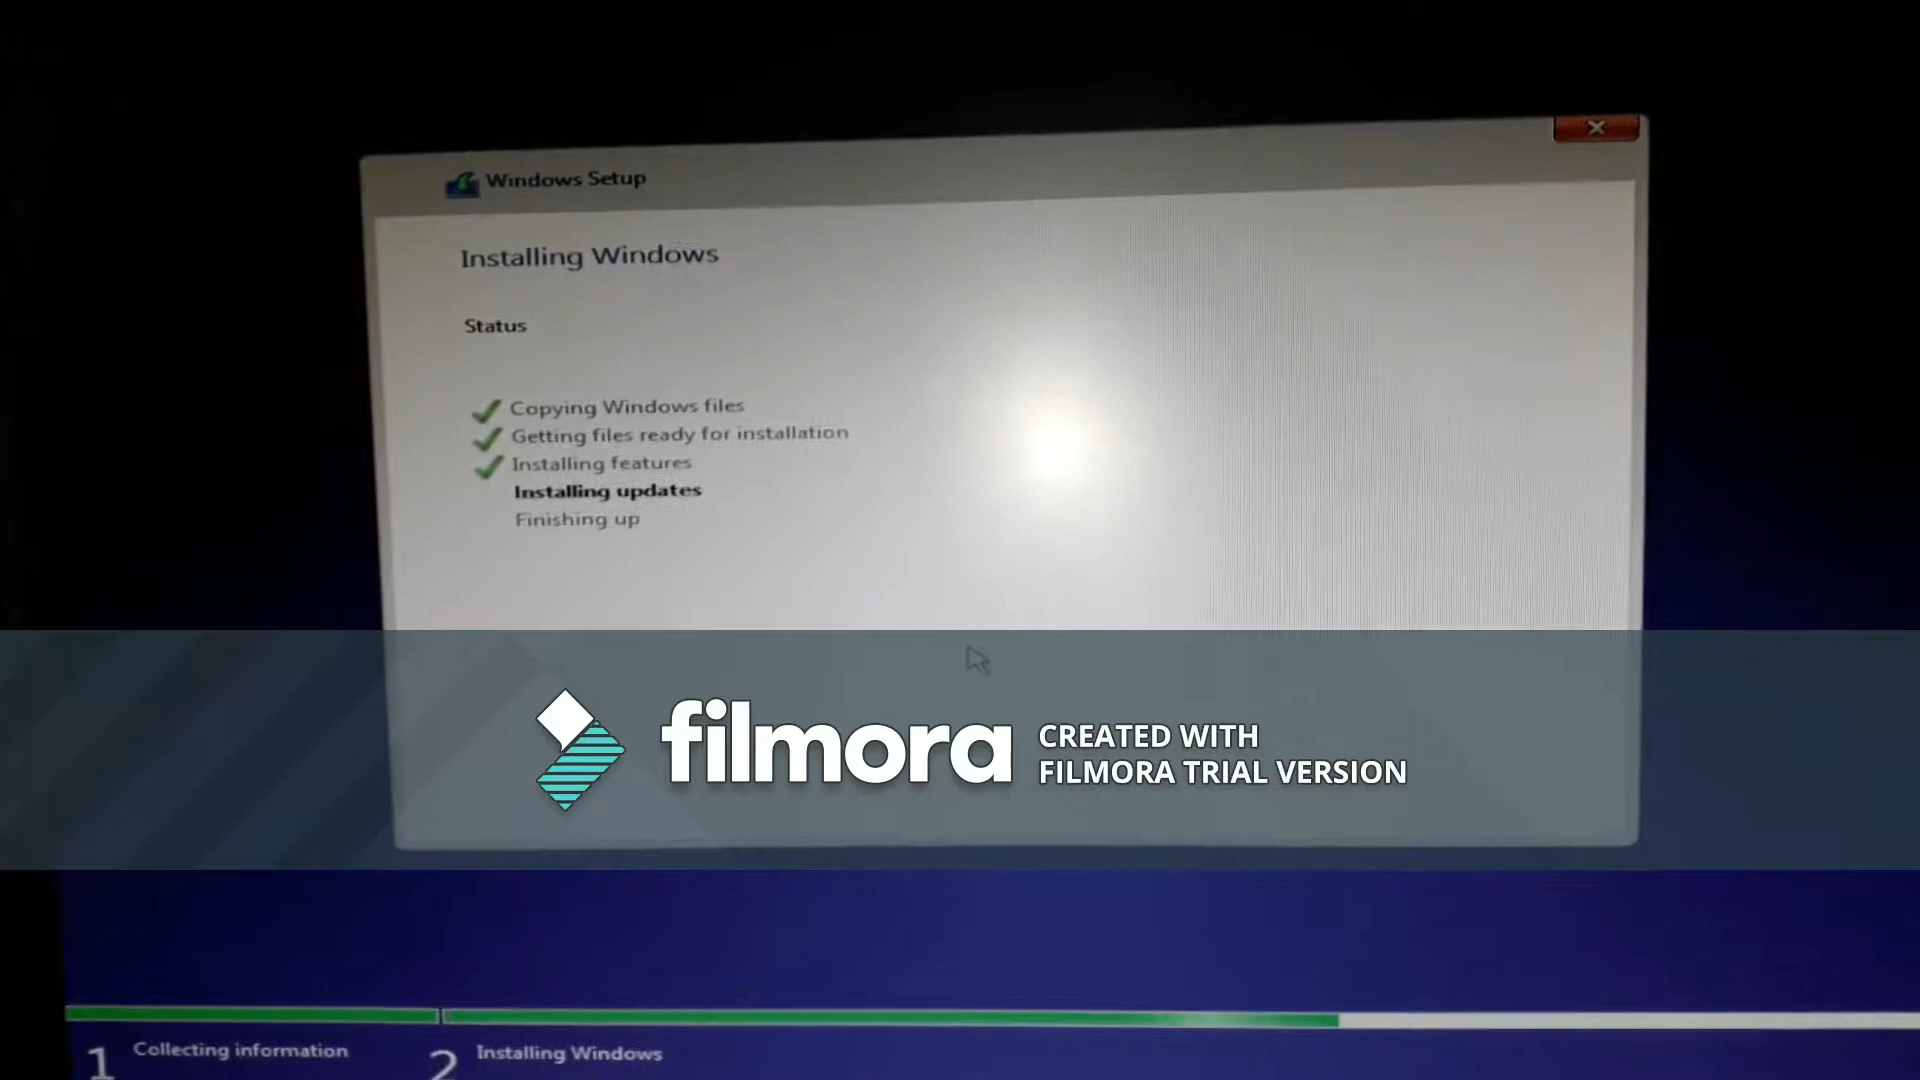 Windows Setup
Installing Windows
Status
Copying Windows files
Getting files ready for installation
Installing features
Installing updates
Finishing up
filmora
CREATED WITH
FILMORA TRIAL VERSION
1 Collecting information
2 Installing Windows